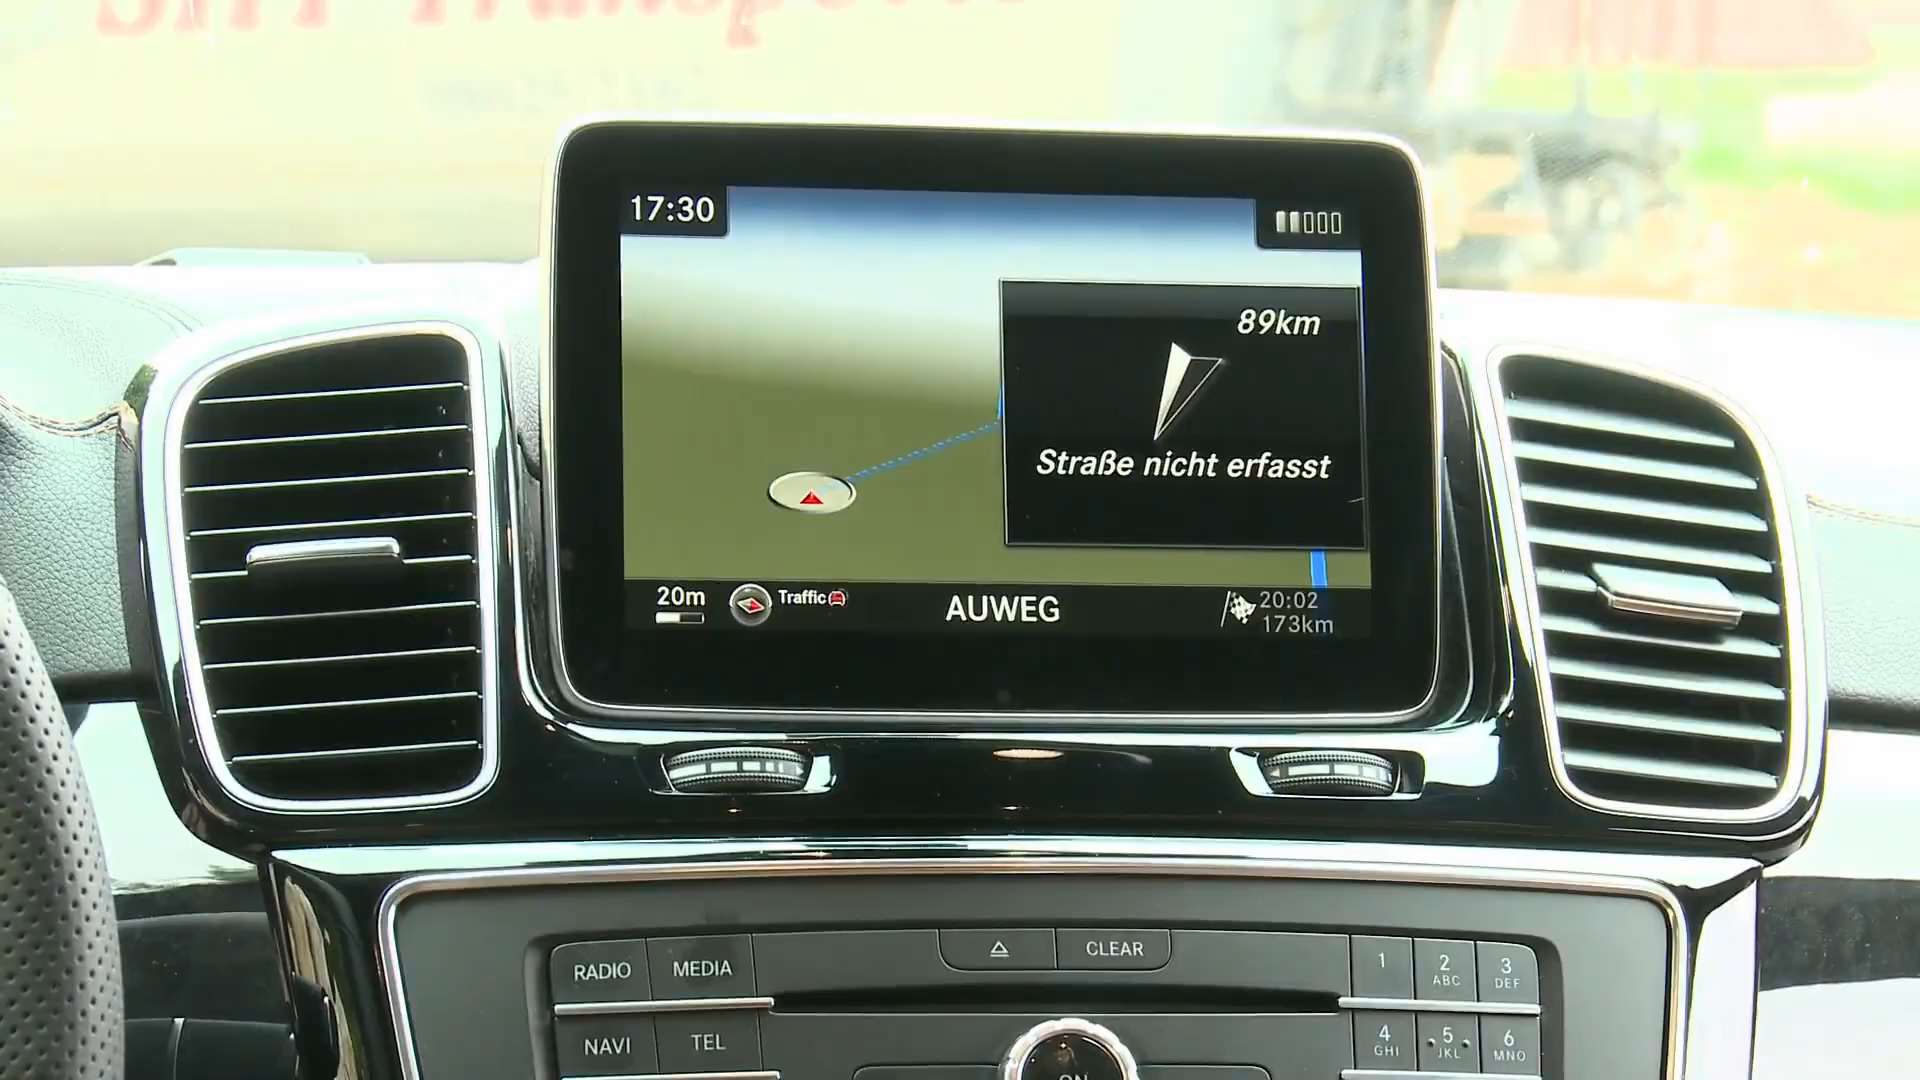 17:30
89km
Straße nicht erfasst
20m
Traffic
AUWEG
20:02
173km
RADIO
MEDIA
CLEAR
1
2
ABC
3
DEF
NAVI
TEL
4
GHI
5
JKL
6
MNO
ON